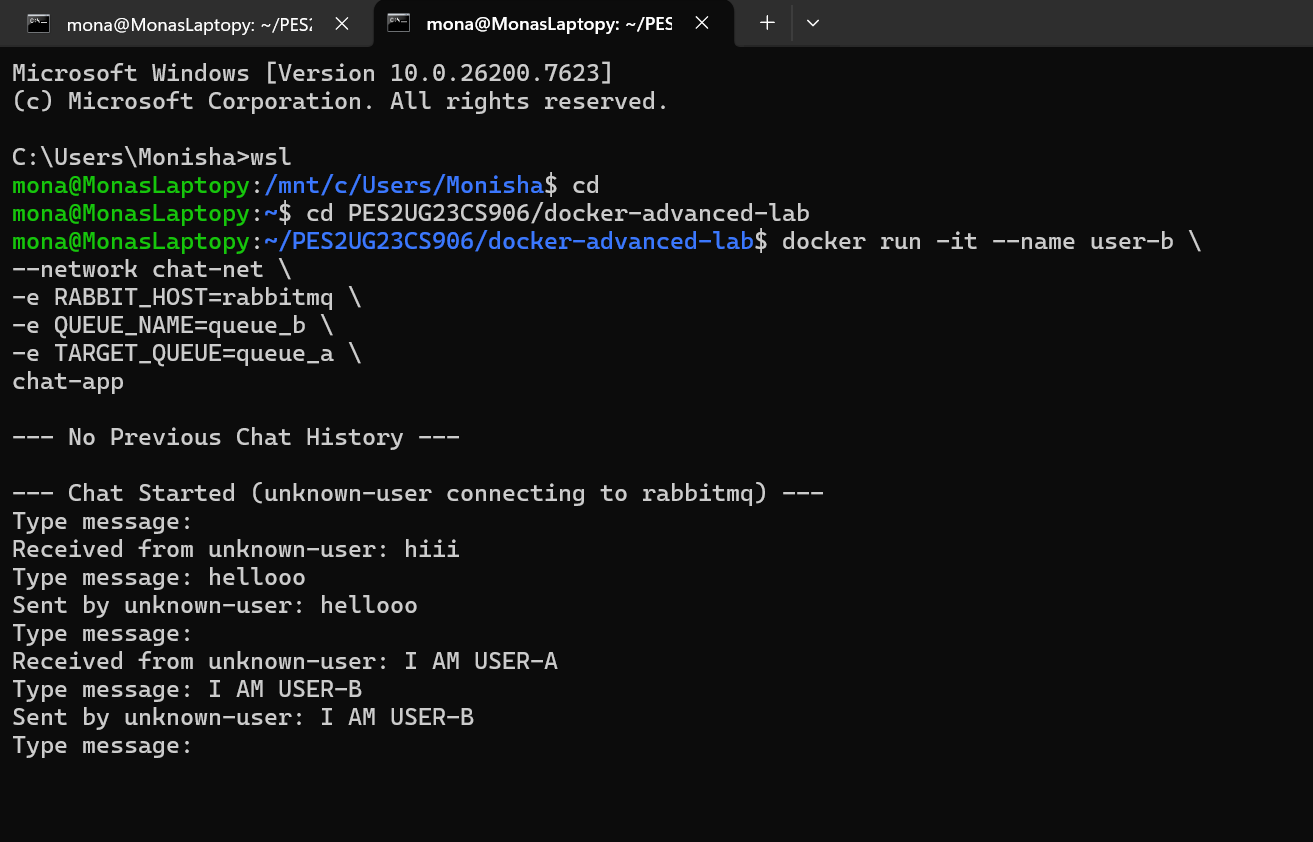 mona@MonasLaptopy: ~/PES2
mona@MonasLaptopy: ~/PES
Microsoft Windows [Version 10.0.26200.7623]
(c) Microsoft Corporation. All rights reserved.
C:\Users\Monisha>wsl
mona@MonasLaptopy:/mnt/c/Users/Monisha$ cd
mona@MonasLaptopy:~$ cd PES2UG23CS906/docker-advanced-lab
mona@MonasLaptopy:~/PES2UG23CS906/docker-advanced-lab$ docker run -it --name user-b \
--network chat-net \
-e RABBIT_HOST=rabbitmq \
-e QUEUE_NAME=queue_b \
-e TARGET_QUEUE=queue_a \
chat-app
--- No Previous Chat History ---
--- Chat Started (unknown-user connecting to rabbitmq) ---
Type message:
Received from unknown-user: hiii
Type message: hellooo
Sent by unknown-user: hellooo
Type message:
Received from unknown-user: I AM USER-A
Type message: I AM USER-B
Sent by unknown-user: I AM USER-B
Type message: